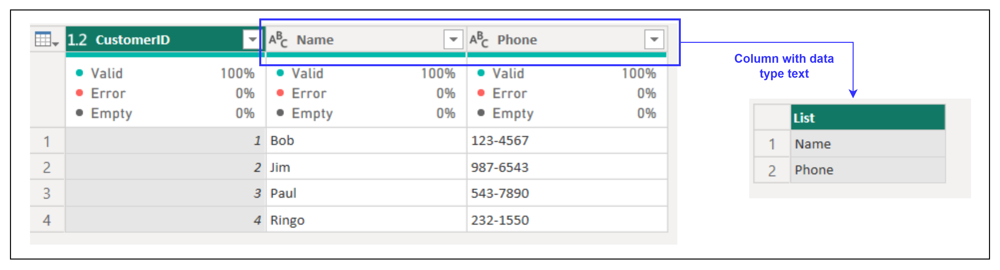 1.2 CustomerID ABC Name ABC Phone
Valid 100% Valid 100% Valid 100%
Error 0% Error 0% Error 0%
Empty 0% Empty 0% Empty 0%
1 1 Bob 123-4567
2 2 Jim 987-6543
3 3 Paul 543-7890
4 4 Ringo 232-1550
Column with data
type text
List
1 Name
2 Phone